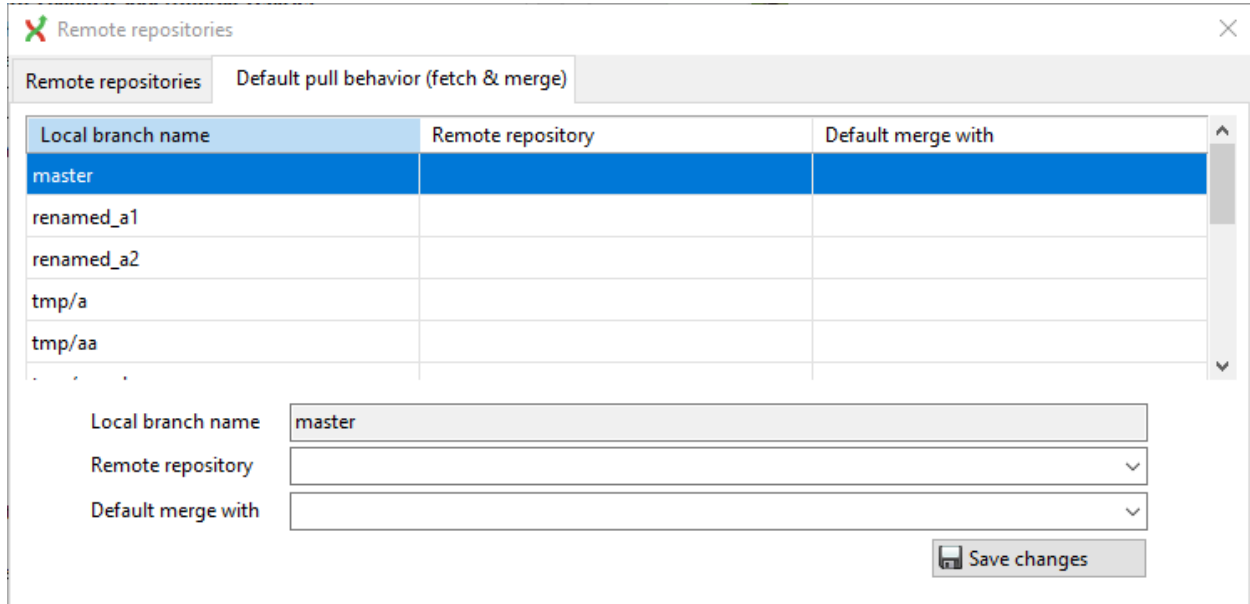 Remote repositories
Remote repositories Default pull behavior (fetch & merge)
Local branch name Remote repository Default merge with
master
renamed_a1
renamed_a2
tmp/a
tmp/aa
Local branch name master
Remote repository
Default merge with
Save changes